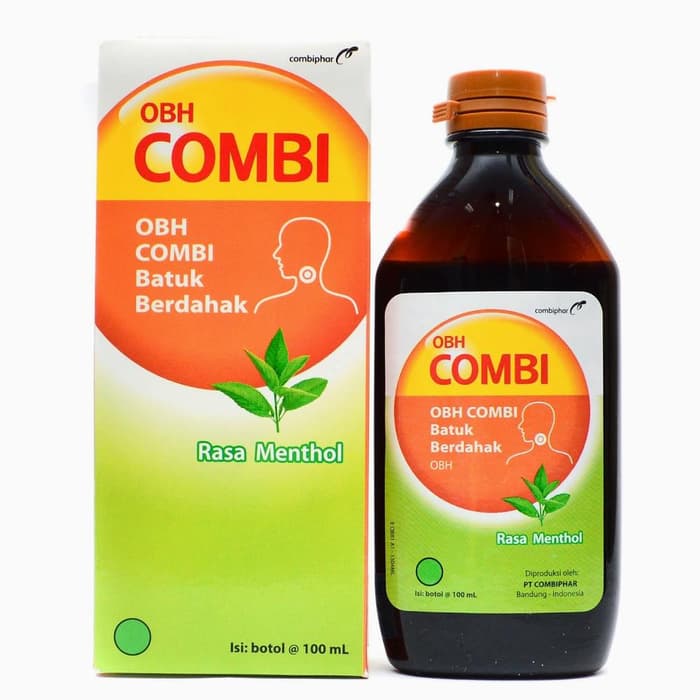 combiphar
OBH
COMBI
OBH
COMBI
Batuk
Berdahak
Rasa Menthol
Isi: botol @ 100 mL
combiphar
OBH
COMBI
OBH COMBI
Batuk
Berdahak
OBH
Rasa Menthol
Diproduksi oleh:
PT COMBIPHAR
Bandung - Indonesia
Isi: botol @ 100 mL